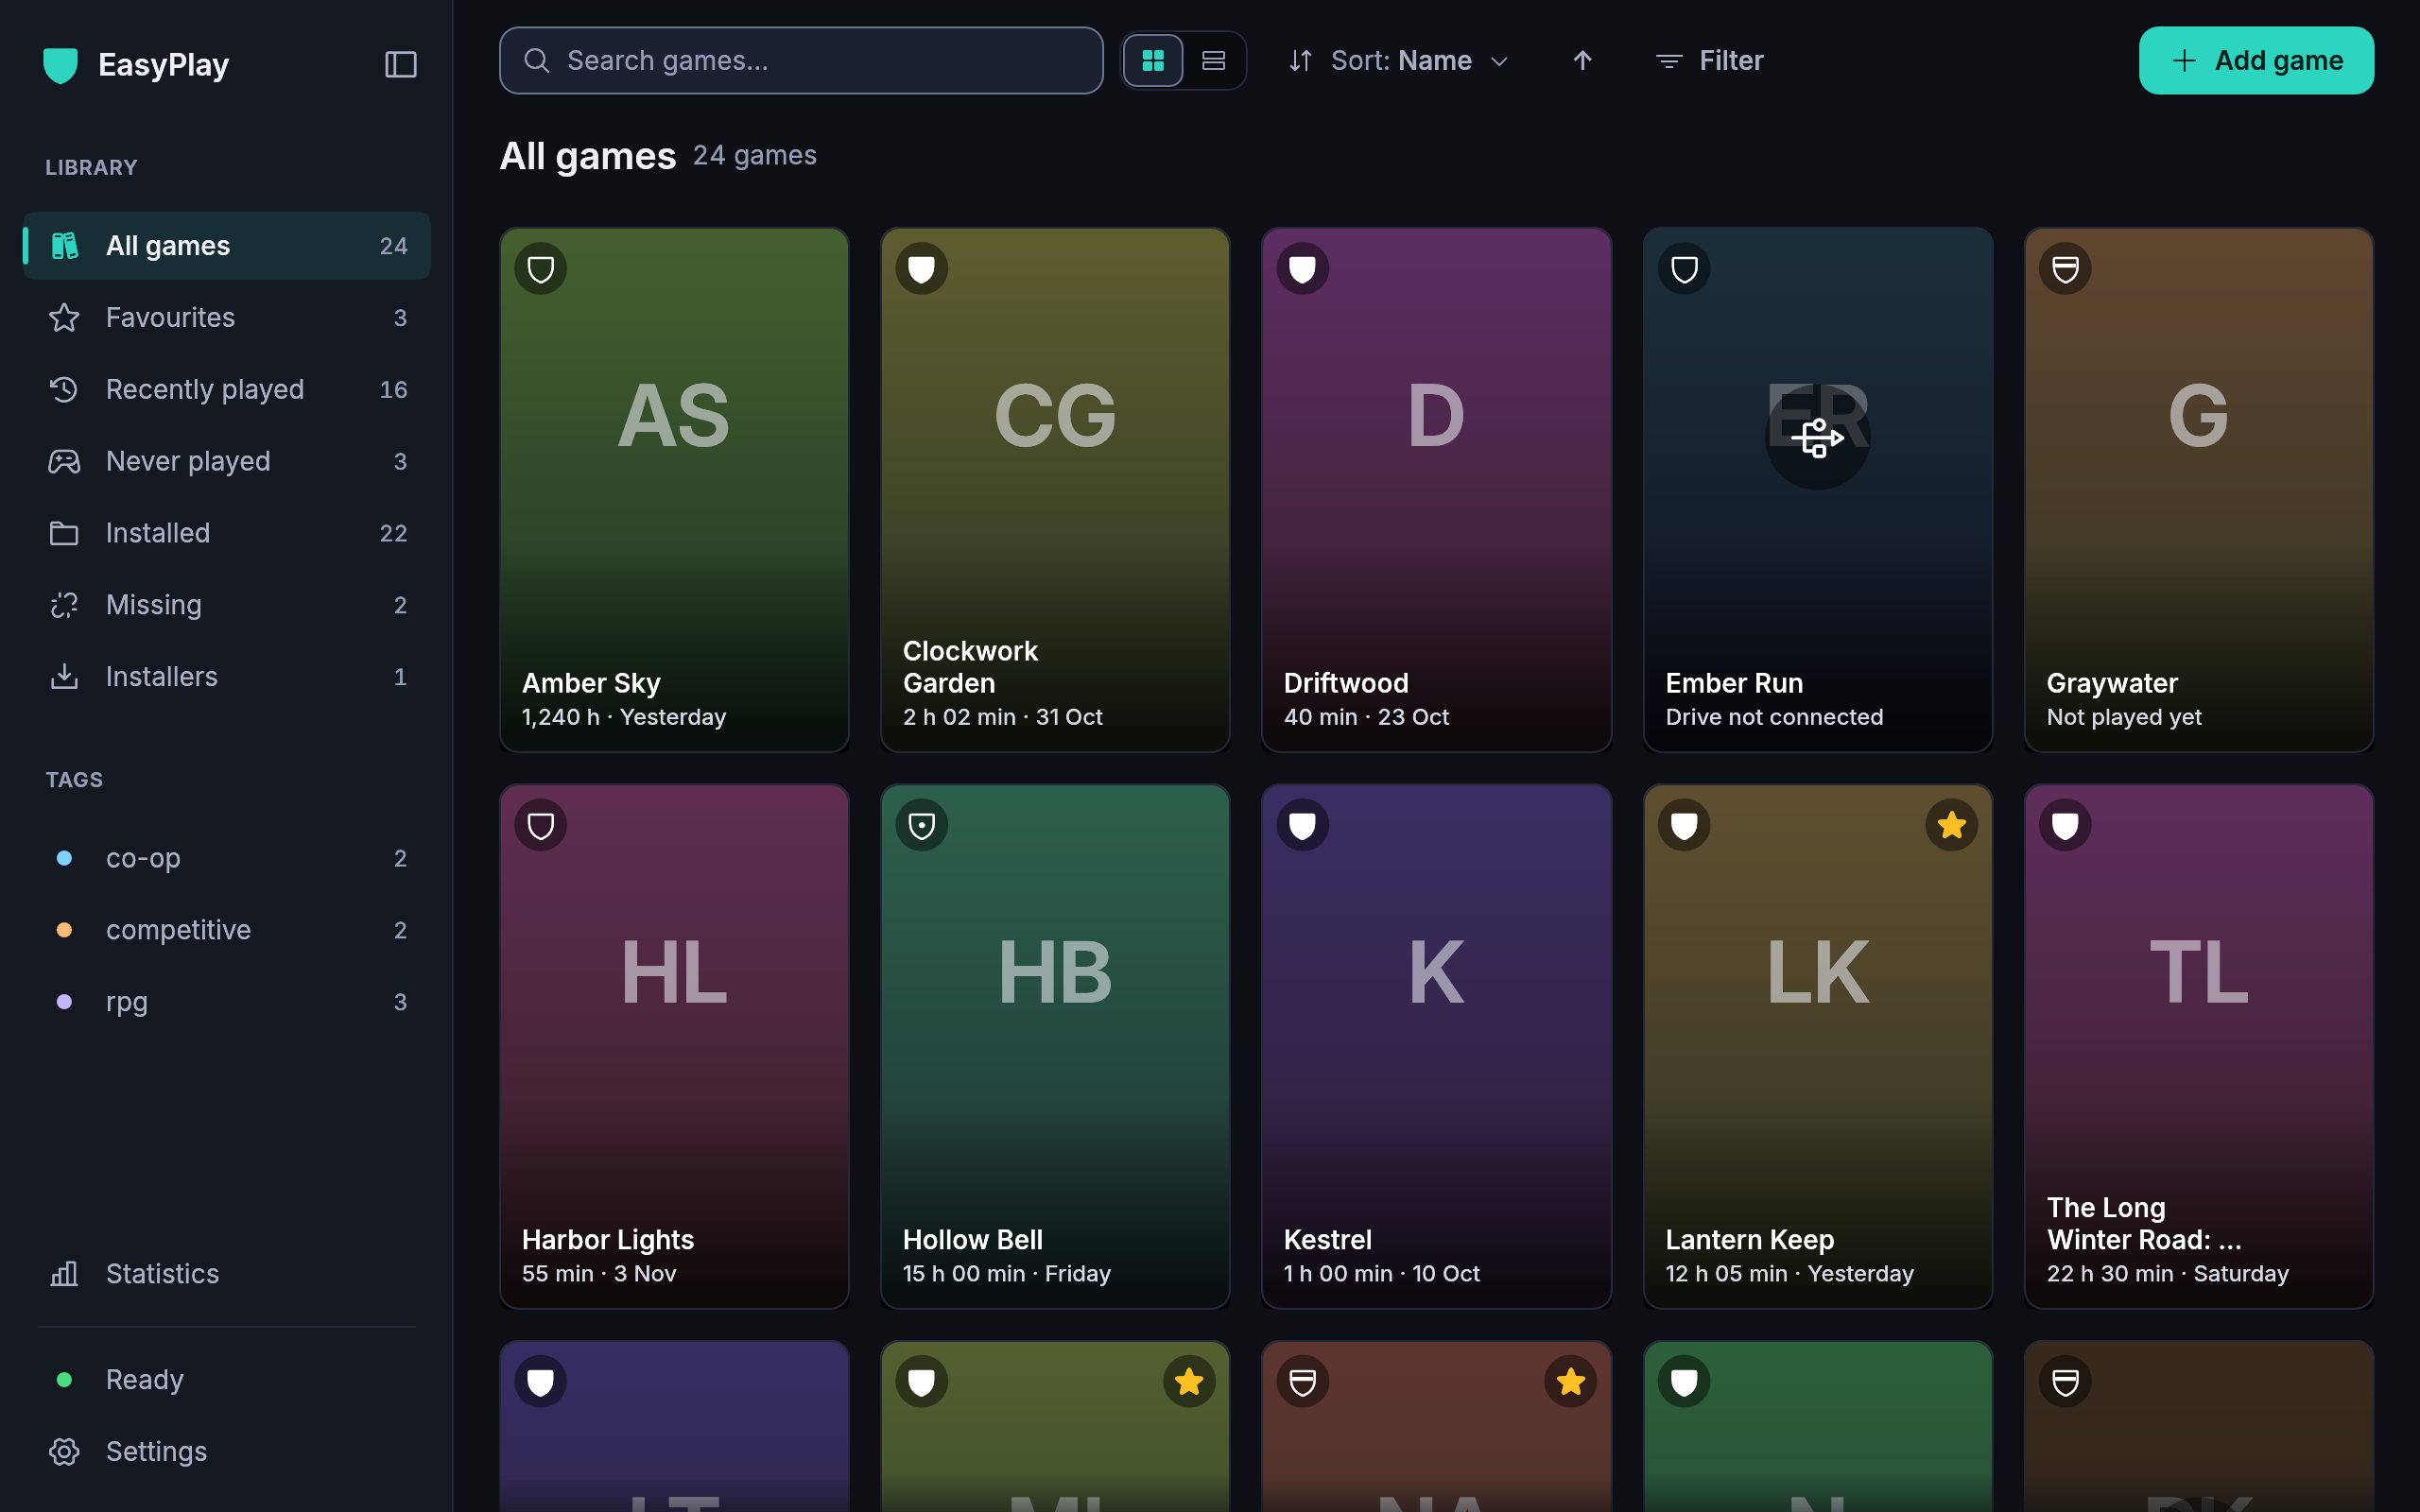 EasyPlay
LIBRARY
All games 24
Favourites 3
Recently played 16
Never played 3
Installed 22
Missing 2
Installers 1
TAGS
co-op 2
competitive 2
rpg 3
Statistics
Ready
Settings
Search games...
Sort: Name
Filter
Add game
All games 24 games
AS
Amber Sky
1,240 h · Yesterday
CG
Clockwork
Garden
2 h 02 min · 31 Oct
D
Driftwood
40 min · 23 Oct
ER
Ember Run
Drive not connected
G
Graywater
Not played yet
HL
Harbor Lights
55 min · 3 Nov
HB
Hollow Bell
15 h 00 min · Friday
K
Kestrel
1 h 00 min · 10 Oct
LK
Lantern Keep
12 h 05 min · Yesterday
TL
The Long
Winter Road: ...
22 h 30 min · Saturday
LT
NA
N